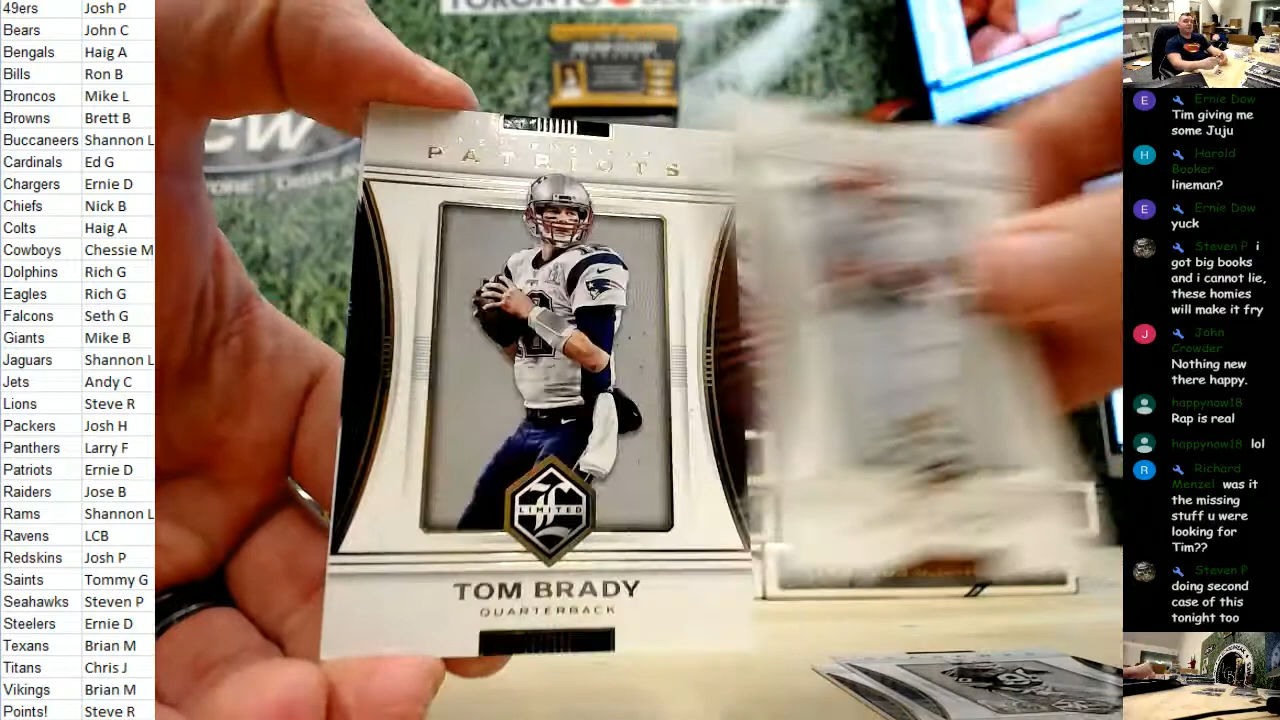 49ers Josh P
Bears John C
Bengals Haig A
Bills Ron B
Broncos Mike L
Browns Brett B
Buccaneers Shannon L
Cardinals Ed G
Chargers Ernie D
Chiefs Nick B
Colts Haig A
Cowboys Chessie M
Dolphins Rich G
Eagles Rich G
Falcons Seth G
Giants Mike B
Jaguars Shannon L
Jets Andy C
Lions Steve R
Packers Josh H
Panthers Larry F
Patriots Ernie D
Raiders Jose B
Rams Shannon L
Ravens LCB
Redskins Josh P
Saints Tommy G
Seahawks Steven P
Steelers Ernie D
Texans Brian M
Titans Chris J
Vikings Brian M
Points! Steve R
TORONTO
CW
PATRIOTS
LIMITED
TOM BRADY
QUARTERBACK
E Ernie Dow
Tim giving me
some Juju
H Harold
Booker
lineman?
E Ernie Dow
yuck
Steven P i
got big books
and i cannot lie,
these homies
will make it fry
J John
Crowder
Nothing new
there happy.
happynow18
Rap is real
happynow18 lol
R Richard
Menzel was it
the missing
stuff u were
looking for
Tim??
Steven P
doing second
case of this
tonight too